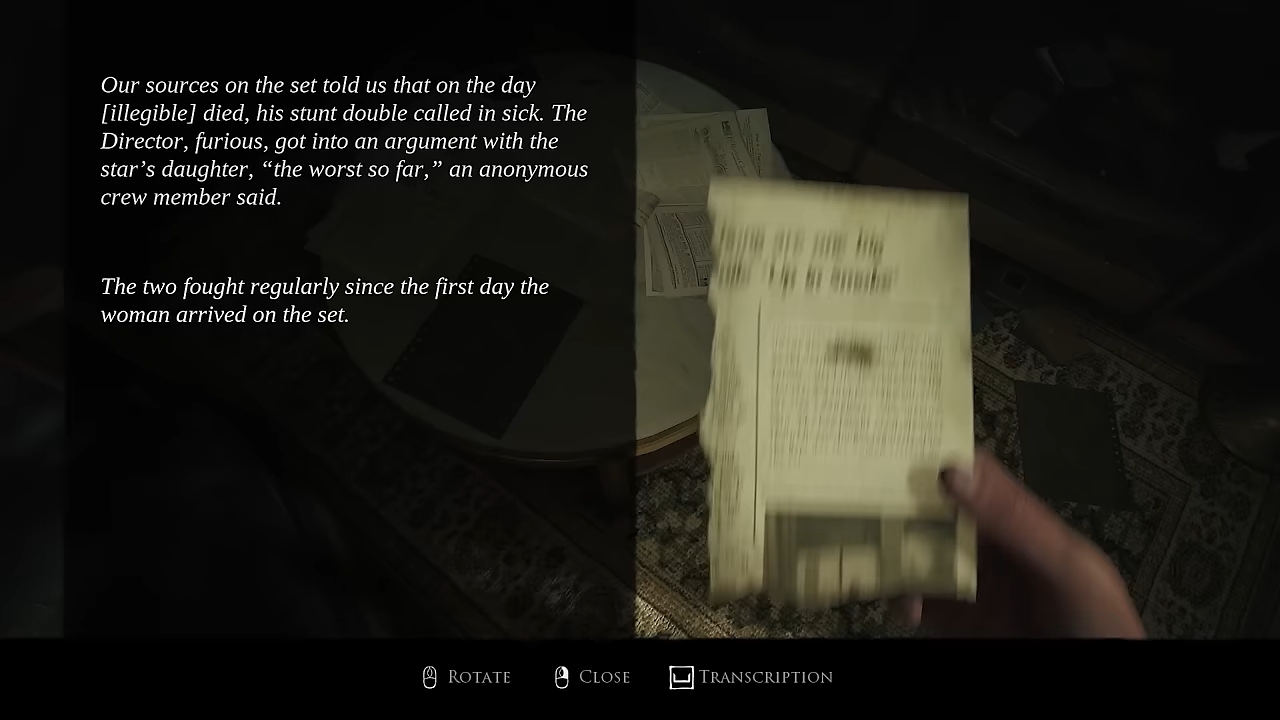 Our sources on the set told us that on the day
[illegible] died, his stunt double called in sick. The
Director, furious, got into an argument with the
star’s daughter, “the worst so far,” an anonymous
crew member said.
The two fought regularly since the first day the
woman arrived on the set.
ROTATE
CLOSE
TRANSCRIPTION